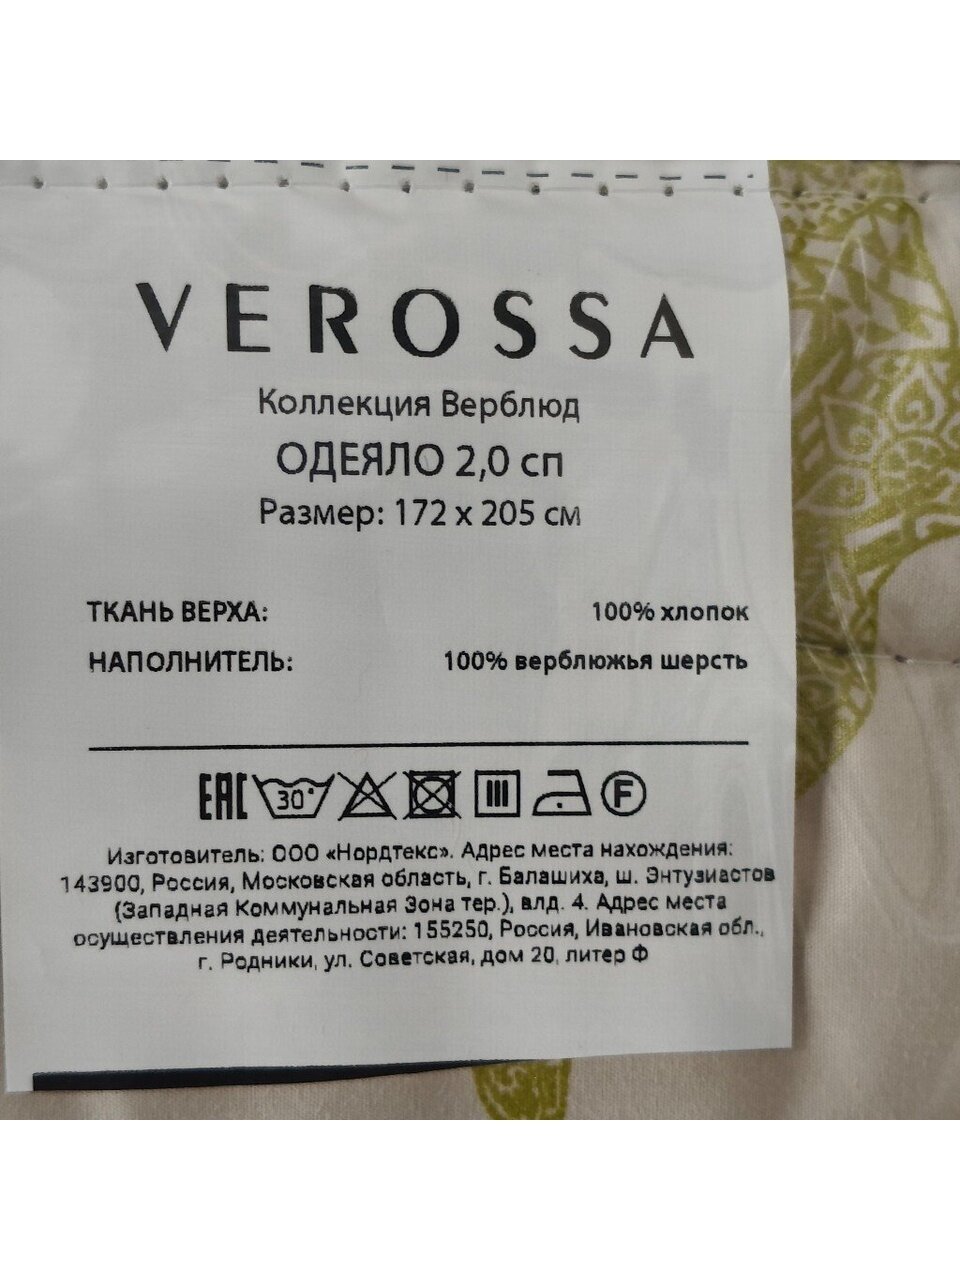 VEROSSA
Коллекция Верблюд
ОДЕЯЛО 2,0 сп
Размер: 172 x 205 см
ТКАНЬ ВЕРХА: 100% хлопок
НАПОЛНИТЕЛЬ: 100% верблюжья шерсть
ЕАС 30° III F
Изготовитель: ООО «Нордтекс». Адрес места нахождения:
143900, Россия, Московская область, г. Балашиха, ш. Энтузиастов
(Западная Коммунальная Зона тер.), влд. 4. Адрес места
осуществления деятельности: 155250, Россия, Ивановская обл.,
г. Родники, ул. Советская, дом 20, литер Ф